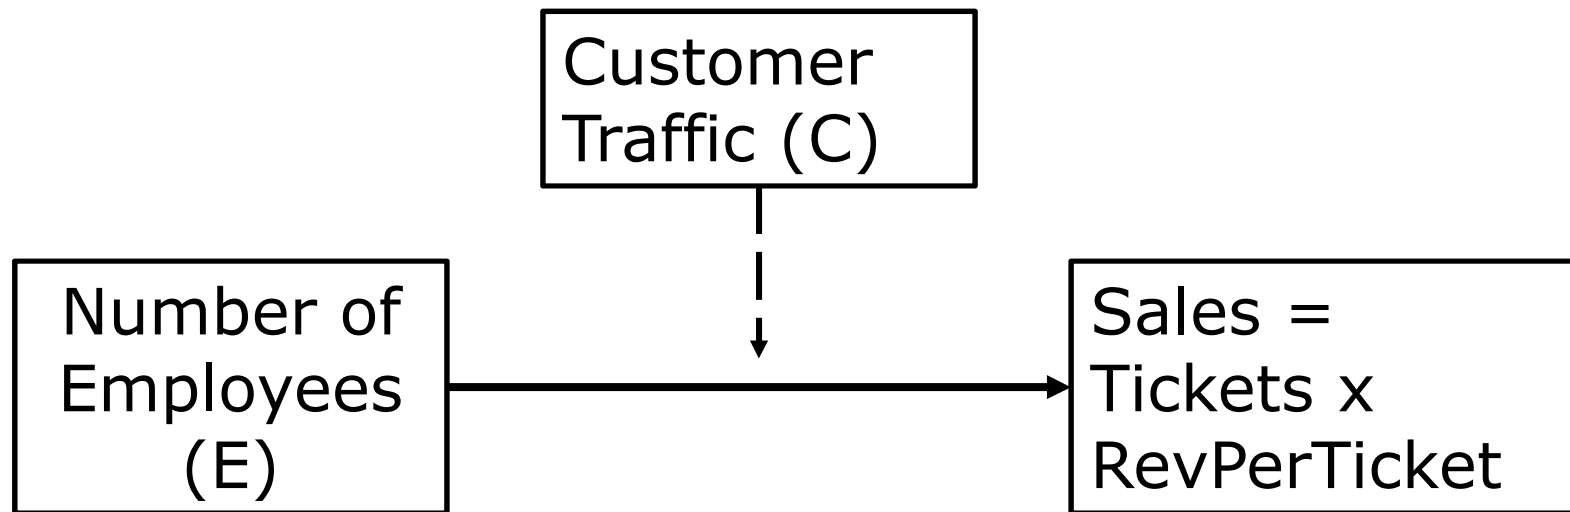 Customer
Traffic (C)
Number of
Employees
(E)
Sales =
Tickets x
RevPerTicket